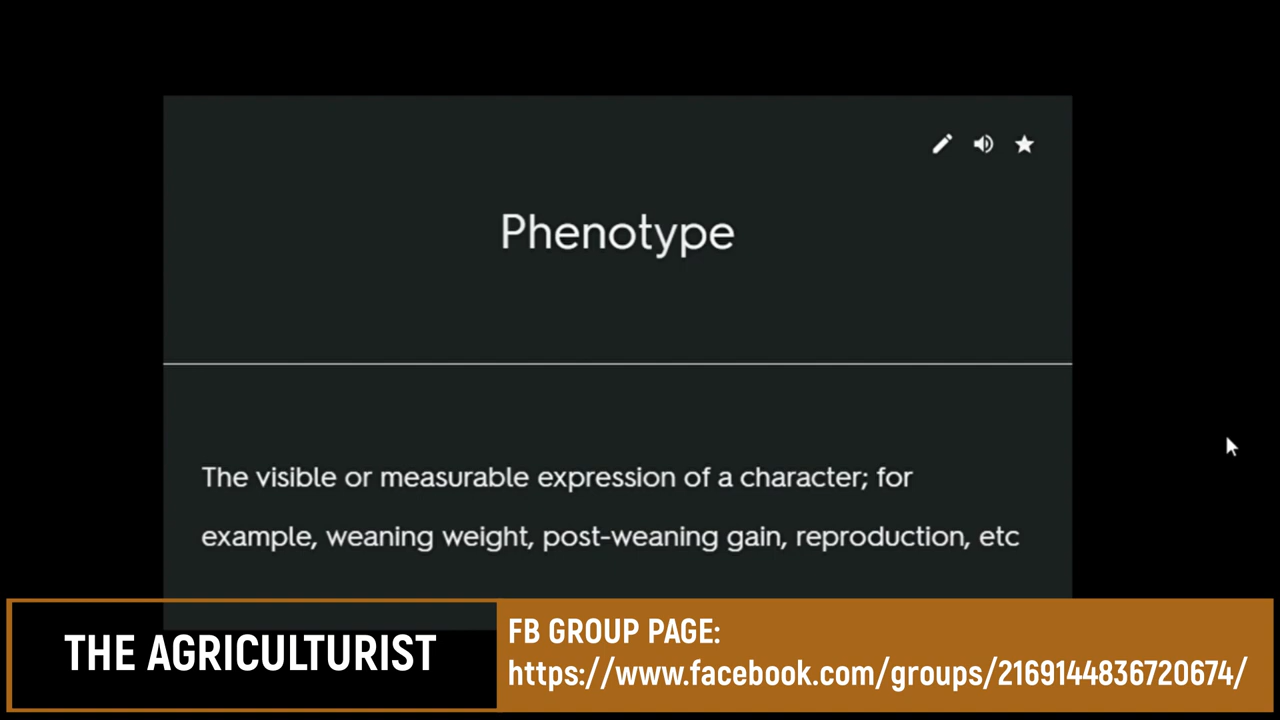 Phenotype
The visible or measurable expression of a character; for
example, weaning weight, post-weaning gain, reproduction, etc
THE AGRICULTURIST
FB GROUP PAGE:
https://www.facebook.com/groups/2169144836720674/